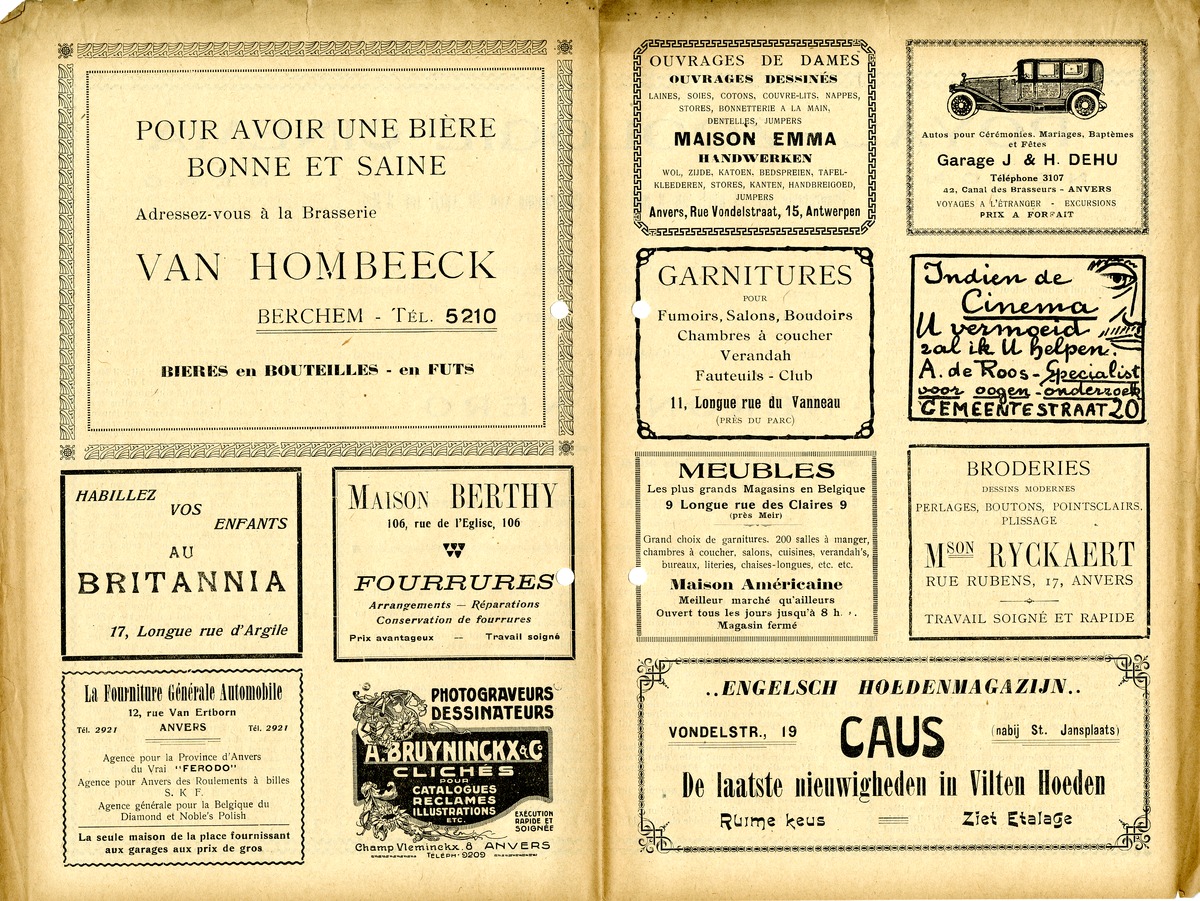 POUR AVOIR UNE BIÈRE
BONNE ET SAINE
Adressez-vous à la Brasserie
VAN HOMBEECK
BERCHEM - TÉL. 5210
BIERES en BOUTEILLES - en FUTS
HABILLEZ
VOS
ENFANTS
AU
BRITANNIA
17, Longue rue d'Argile
MAISON BERTHY
106, rue de l'Eglise, 106
FOURRURES
Arrangements — Réparations
Conservation de fourrures
Prix avantageux — Travail soigné
La Fourniture Générale Automobile
12, rue Van Ertborn
Tél. 2921 ANVERS Tél. 2921
Agence pour la Province d'Anvers
du Vrai "FERODO"
Agence pour Anvers des Roulements à billes
S. K. F.
Agence générale pour la Belgique du
Diamond et Noble's Polish
La seule maison de la place fournissant
aux garages aux prix de gros
PHOTOGRAVEURS
DESSINATEURS
A. BRUYNINCKX & Co
CLICHÉS
POUR
CATALOGUES
RECLAMES
ILLUSTRATIONS
ETC.
EXÉCUTION
RAPIDE ET
SOIGNÉE
Champ Vleminckx. 8 ANVERS
TELÉPH. 9209
OUVRAGES DE DAMES
OUVRAGES DESSINÉS
LAINES, SOIES, COTONS, COUVRE-LITS, NAPPES,
STORES, BONNETTERIE A LA MAIN,
DENTELLES, JUMPERS
MAISON EMMA
HANDWERKEN
WOL, ZIJDE, KATOEN, BEDSPREIEN, TAFEL-
KLEEDEREN, STORES, KANTEN, HANDBREIGOED,
JUMPERS
Anvers, Rue Vondelstraat, 15, Antwerpen
Autos pour Cérémonies. Mariages, Baptêmes
et Fêtes
Garage J & H. DEHU
Téléphone 3107
42, Canal des Brasseurs - ANVERS
VOYAGES A L'ÉTRANGER - EXCURSIONS
PRIX A FORFAIT
GARNITURES
POUR
Fumoirs, Salons, Boudoirs
Chambres à coucher
Verandah
Fauteuils - Club
11, Longue rue du Vanneau
(PRÈS DU PARC)
Indien de
Cinema
U vermoeid
zal ik U helpen.
A. de Roos - Specialist
voor oogen-onderzoek
GEMEENTESTRAAT 20
MEUBLES
Les plus grands Magasins en Belgique
9 Longue rue des Claires 9
(près Meir)
Grand choix de garnitures. 200 salles à manger,
chambres à coucher, salons, cuisines, verandah's,
bureaux, literies, chaises-longues, etc. etc.
Maison Américaine
Meilleur marché qu'ailleurs
Ouvert tous les jours jusqu'à 8 h.
Magasin fermé
BRODERIES
DESSINS MODERNES
PERLAGES, BOUTONS, POINTSCLAIRS.
PLISSAGE
MSON RYCKAERT
RUE RUBENS, 17, ANVERS
TRAVAIL SOIGNÉ ET RAPIDE
..ENGELSCH HOEDENMAGAZIJN..
VONDELSTR., 19 CAUS (nabij St. Jansplaats)
De laatste nieuwigheden in Vilten Hoeden
Ruime keus Ziet Etalage